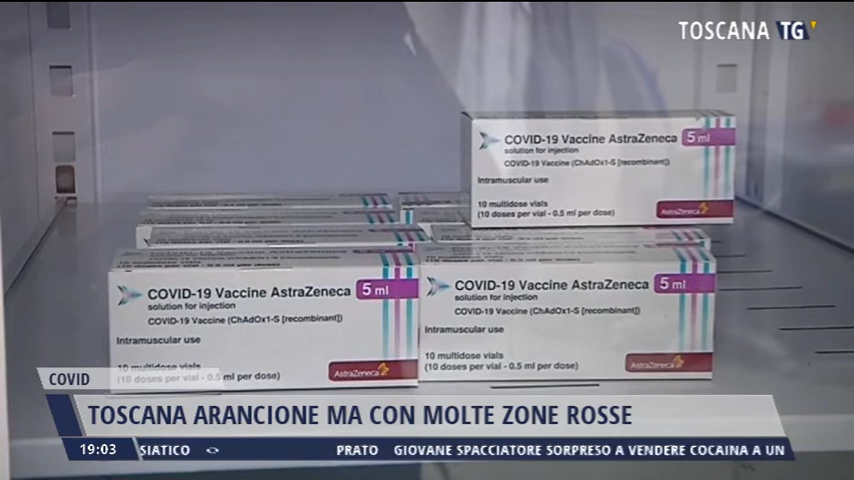 TOSCANA TG
COVID-19 Vaccine AstraZeneca 5 ml
solution for injection
COVID-19 Vaccine (ChAdOx1-S [recombinant])
Intramuscular use
10 multidose vials
(10 doses per vial - 0.5 ml per dose)
AstraZeneca
COVID-19 Vaccine AstraZeneca 5 ml
solution for injection
COVID-19 Vaccine (ChAdOx1-S [recombinant])
Intramuscular use
10 multidose vials
(10 doses per vial - 0.5 ml per dose)
AstraZeneca
COVID-19 Vaccine AstraZeneca 5 ml
solution for injection
COVID-19 Vaccine (ChAdOx1-S [recombinant])
Intramuscular use
10 multidose vials
(10 doses per vial - 0.5 ml per dose)
AstraZeneca
COVID
TOSCANA ARANCIONE MA CON MOLTE ZONE ROSSE
19:03 SIATICO PRATO GIOVANE SPACCIATORE SORPRESO A VENDERE COCAINA A UN